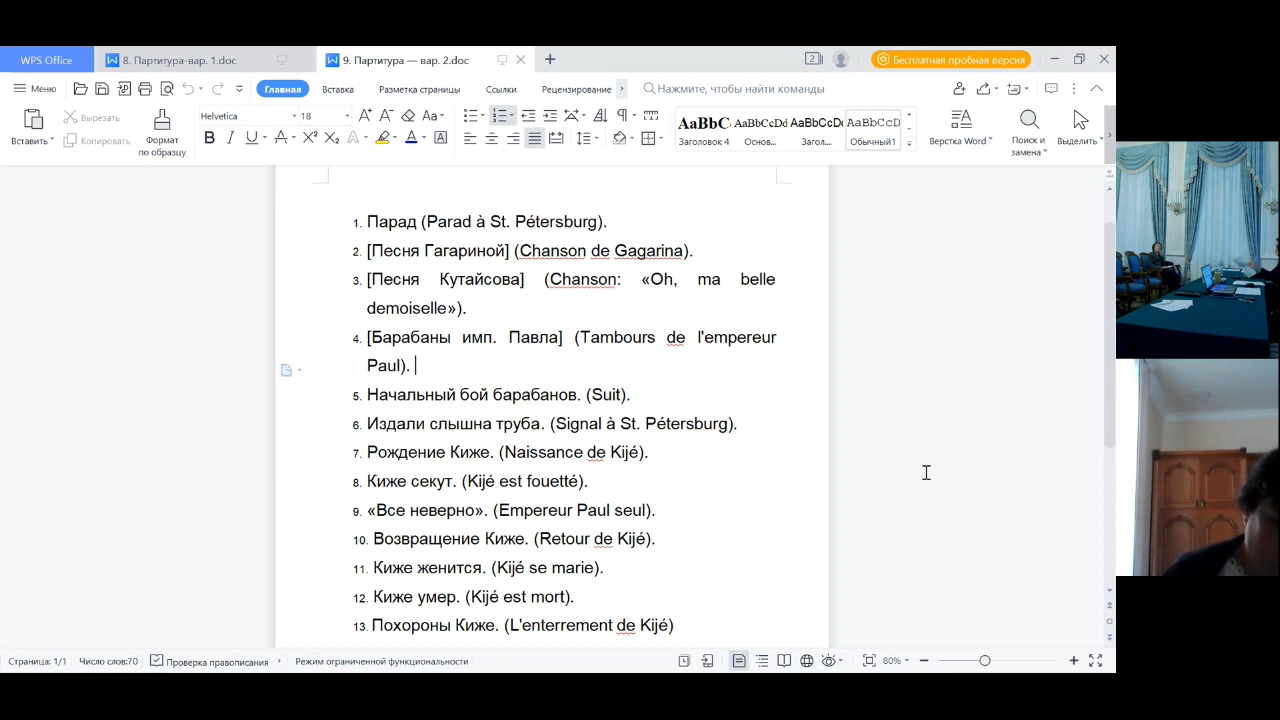 WPS Office
8. Партитура-вар. 1.doc
9. Партитура — вар. 2.doc
2
Бесплатная пробная версия
Меню
Главная
Вставка
Разметка страницы
Ссылки
Рецензирование
Нажмите, чтобы найти команды
Вставить
Вырезать
Копировать
Формат по образцу
Helvetica
18
AaBbC
AaBbCcDd
AaBbCcD
AaBbCcD
Заголовок 4
Основ...
Загол...
Обычный1
Верстка Word
Поиск и замена
Выделить
1. Парад (Parad à St. Pétersburg).
2. [Песня Гагариной] (Chanson de Gagarina).
3. [Песня Кутайсова] (Chanson: «Oh, ma belle
demoiselle»).
4. [Барабаны имп. Павла] (Tambours de l'empereur
Paul).
5. Начальный бой барабанов. (Suit).
6. Издали слышна труба. (Signal à St. Pétersburg).
7. Рождение Киже. (Naissance de Kijé).
8. Киже секут. (Kijé est fouetté).
9. «Все неверно». (Empereur Paul seul).
10. Возвращение Киже. (Retour de Kijé).
11. Киже женится. (Kijé se marie).
12. Киже умер. (Kijé est mort).
13. Похороны Киже. (L'enterrement de Kijé)
Страница: 1/1
Число слов:70
Проверка правописания
Режим ограниченной функциональности
80%